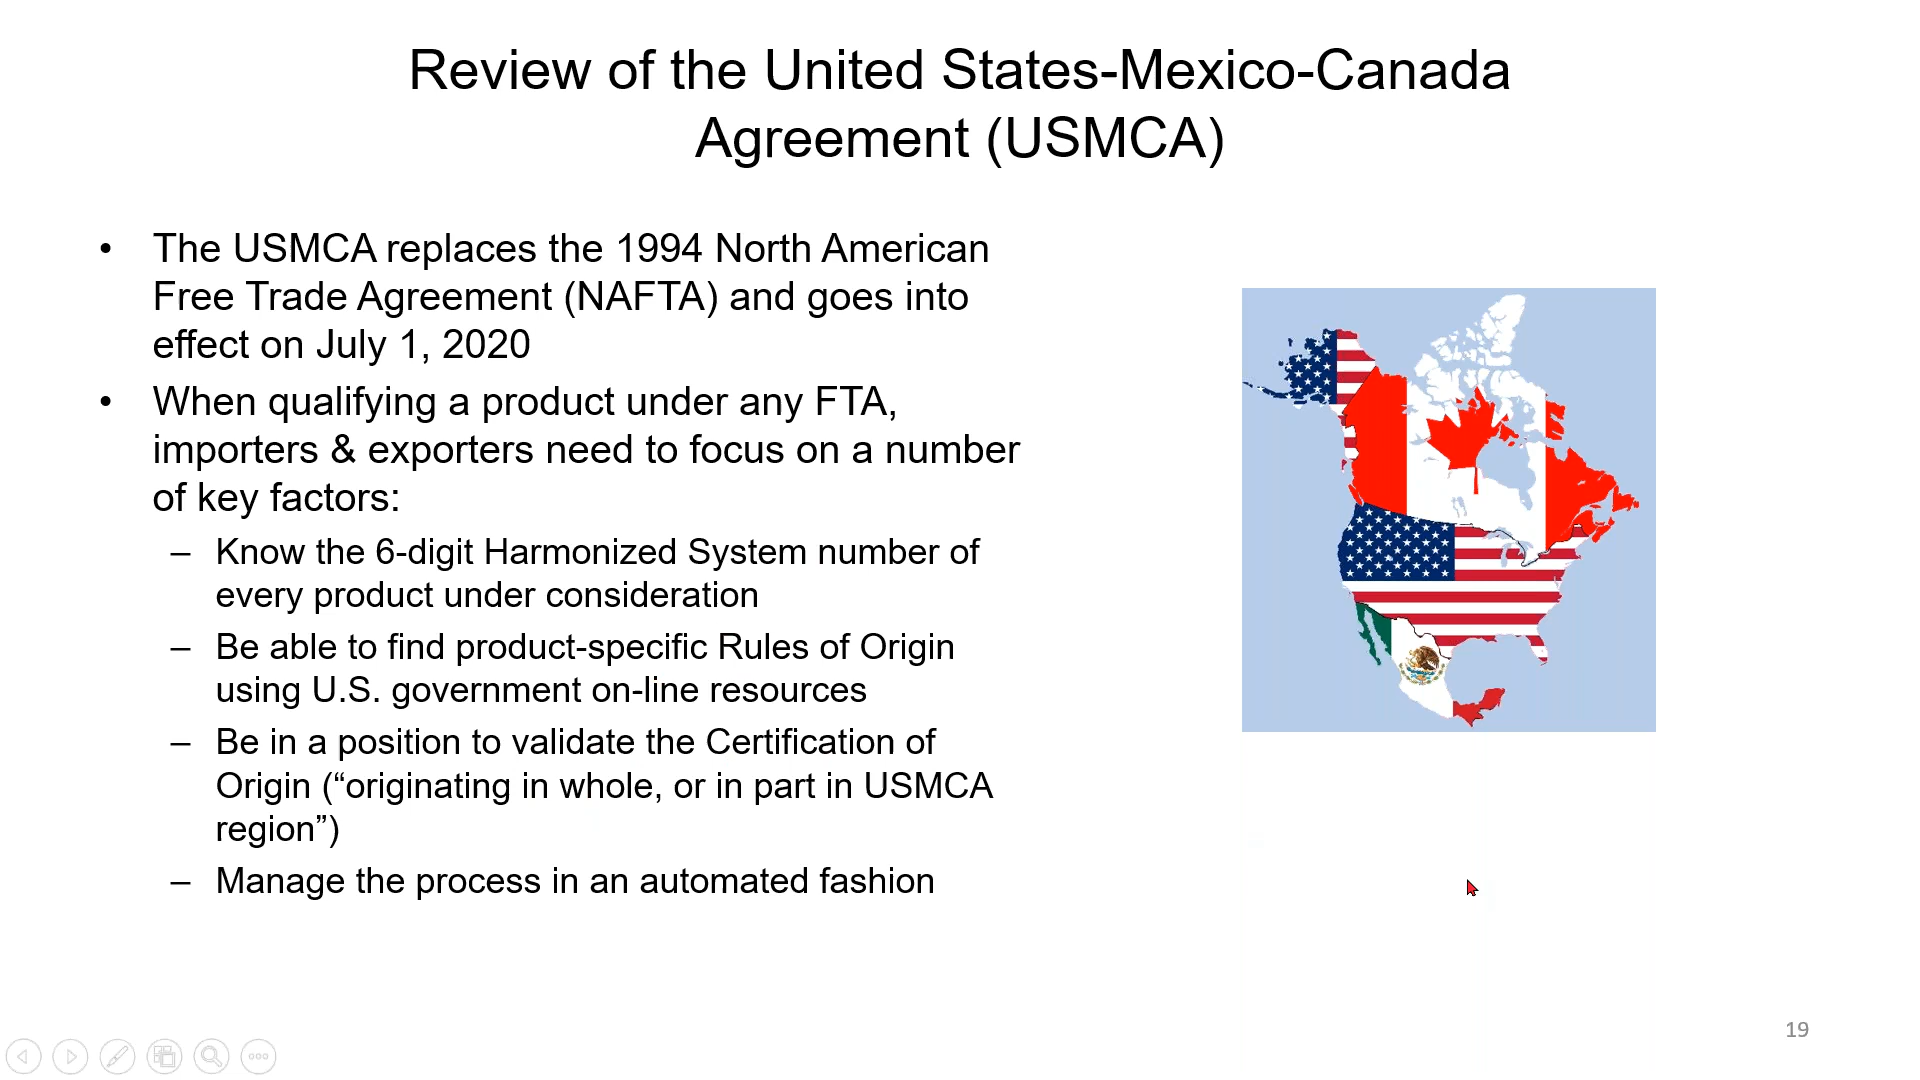 Review of the United States-Mexico-Canada
Agreement (USMCA)
• The USMCA replaces the 1994 North American
Free Trade Agreement (NAFTA) and goes into
effect on July 1, 2020
• When qualifying a product under any FTA,
importers & exporters need to focus on a number
of key factors:
– Know the 6-digit Harmonized System number of
every product under consideration
– Be able to find product-specific Rules of Origin
using U.S. government on-line resources
– Be in a position to validate the Certification of
Origin (“originating in whole, or in part in USMCA
region”)
– Manage the process in an automated fashion
19